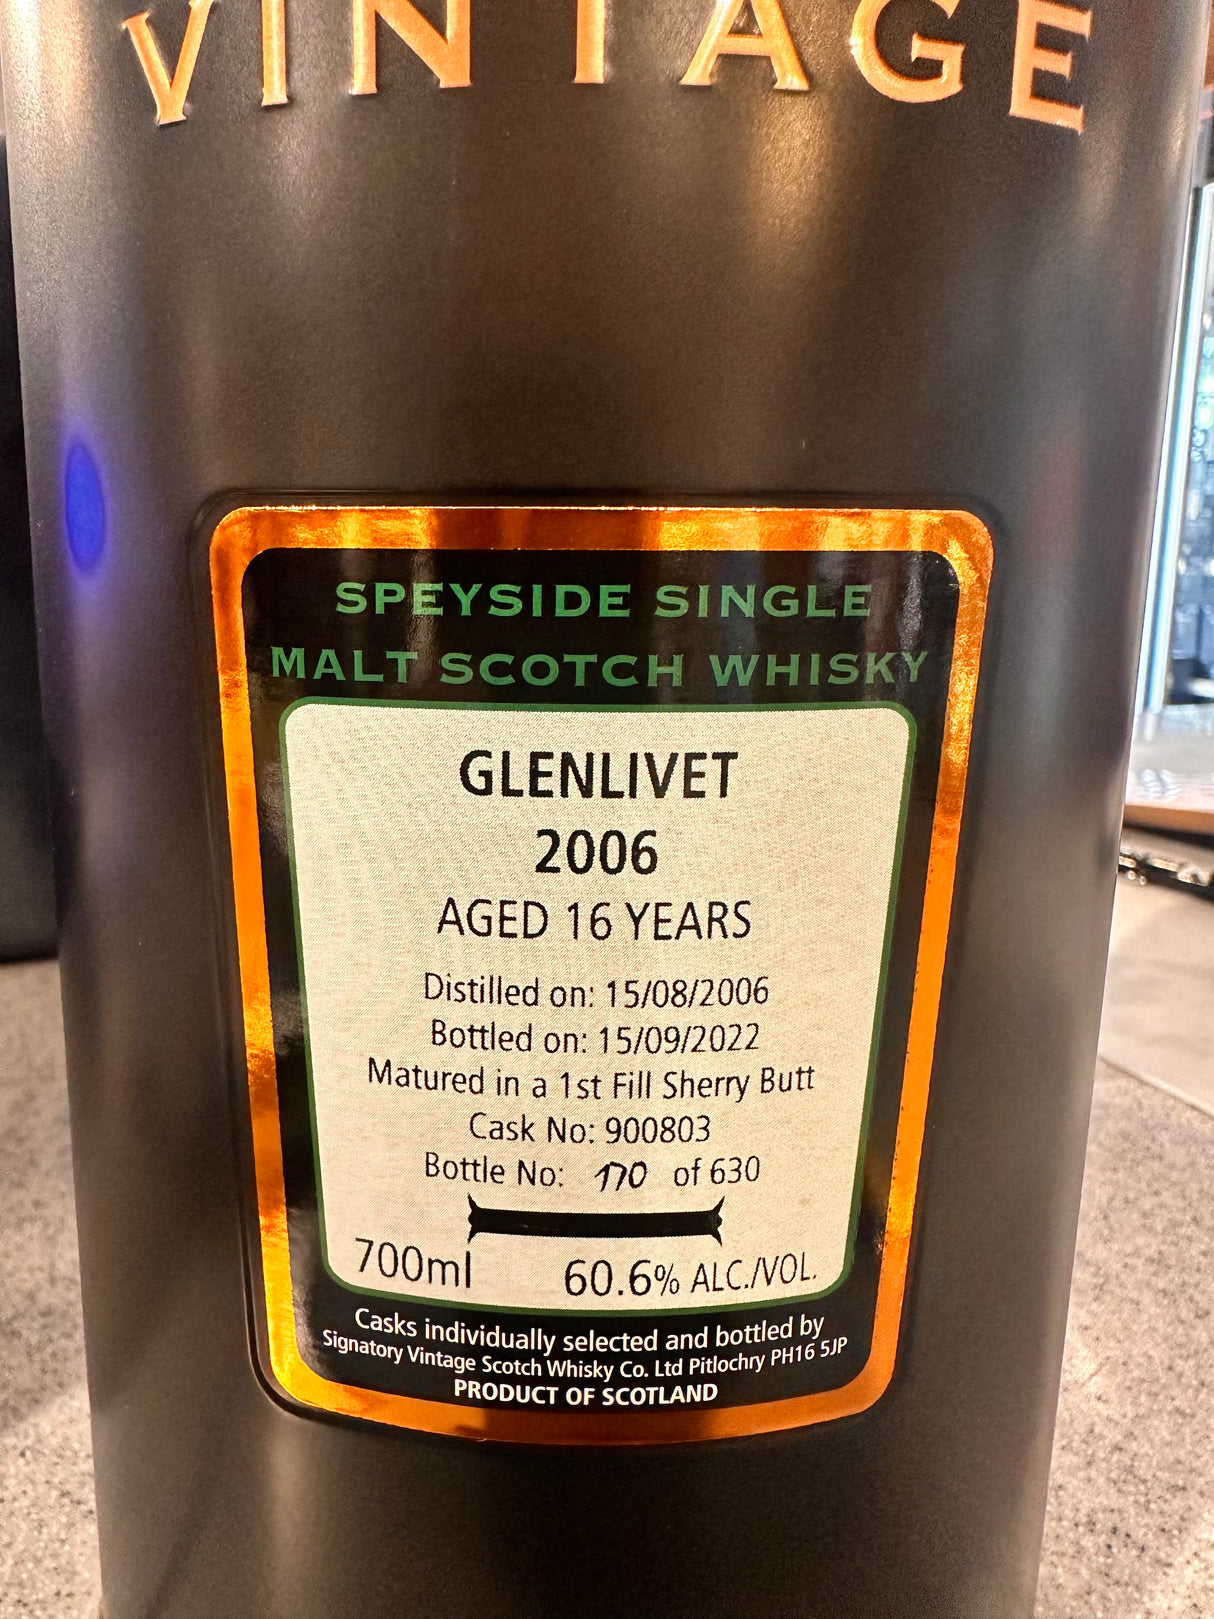 VINTAGE
SPEYSIDE SINGLE
MALT SCOTCH WHISKY
GLENLIVET
2006
AGED 16 YEARS
Distilled on: 15/08/2006
Bottled on: 15/09/2022
Matured in a 1st Fill Sherry Butt
Cask No: 900803
Bottle No: 170 of 630
700ml 60.6% ALC./VOL.
Casks individually selected and bottled by
Signatory Vintage Scotch Whisky Co. Ltd Pitlochry PH16 5JP
PRODUCT OF SCOTLAND